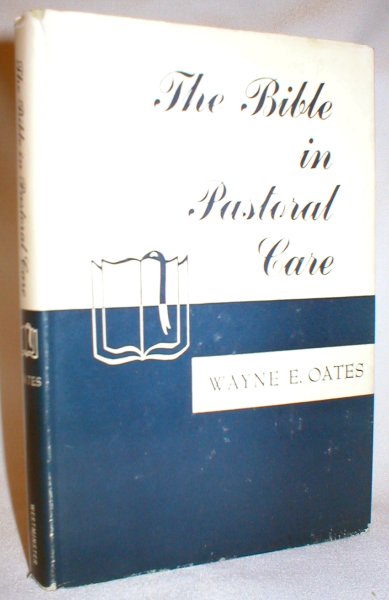 The Bible
in
Pastoral
Care
WAYNE E. OATES
The Bible in Pastoral Care
OATES
WESTMINSTER